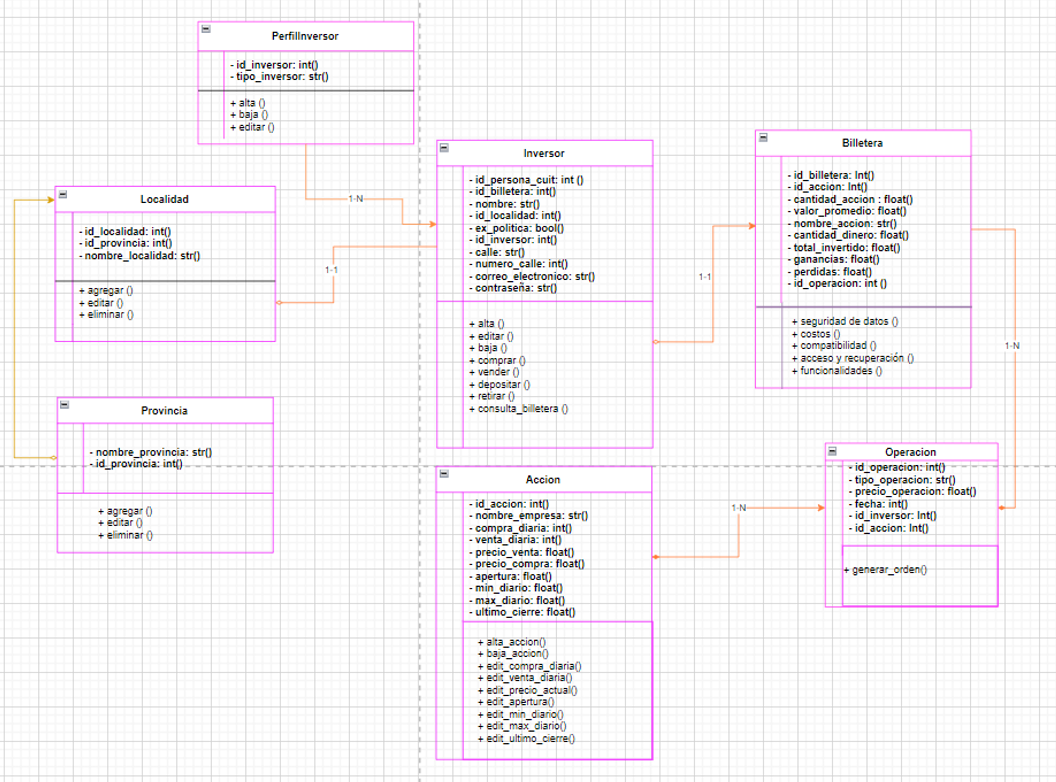 PerfilInversor
- id_inversor: int()
- tipo_inversor: str()
+ alta ()
+ baja ()
+ editar ()
1-N
Localidad
- id_localidad: int()
- id_provincia: int()
- nombre_localidad: str()
+ agregar ()
+ editar ()
+ eliminar ()
1-1
Provincia
- nombre_provincia: str()
- id_provincia: int()
+ agregar ()
+ editar ()
+ eliminar ()
Inversor
- id_persona_cuit: int ()
- id_billetera: int()
- nombre: str()
- id_localidad: int()
- ex_politica: bool()
- id_inversor: int()
- calle: str()
- numero_calle: int()
- correo_electronico: str()
- contraseña: str()
+ alta ()
+ editar ()
+ baja ()
+ comprar ()
+ vender ()
+ depositar ()
+ retirar ()
+ consulta_billetera ()
1-1
Billetera
- id_billetera: Int()
- id_accion: Int()
- cantidad_accion : float()
- valor_promedio: float()
- nombre_accion: str()
- cantidad_dinero: float()
- total_invertido: float()
- ganancias: float()
- perdidas: float()
- id_operacion: int ()
+ seguridad de datos ()
+ costos ()
+ compatibilidad ()
+ acceso y recuperación ()
+ funcionalidades ()
1-N
Accion
- id_accion: int()
- nombre_empresa: str()
- compra_diaria: int()
- venta_diaria: int()
- precio_venta: float()
- precio_compra: float()
- apertura: float()
- min_diario: float()
- max_diario: float()
- ultimo_cierre: float()
+ alta_accion()
+ baja_accion()
+ edit_compra_diaria()
+ edit_venta_diaria()
+ edit_precio_actual()
+ edit_apertura()
+ edit_min_diario()
+ edit_max_diario()
+ edit_ultimo_cierre()
1-N
Operacion
- id_operacion: int()
- tipo_operacion: str()
- precio_operacion: float()
- fecha: int()
- id_inversor: Int()
- id_accion: Int()
+ generar_orden()